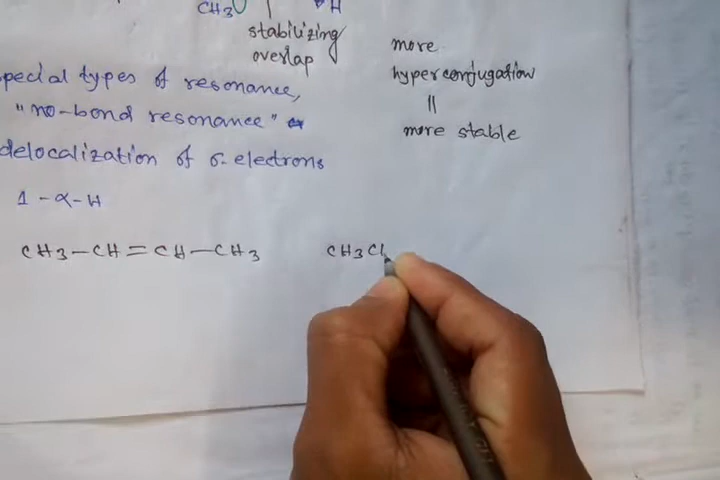 CH3 H
stabilizing
overlap
more
hyperconjugation
||
more stable
special types of resonance,
"no-bond resonance"
delocalization of σ-electrons
1-α-H
CH3-CH=CH-CH3 CH3Cl